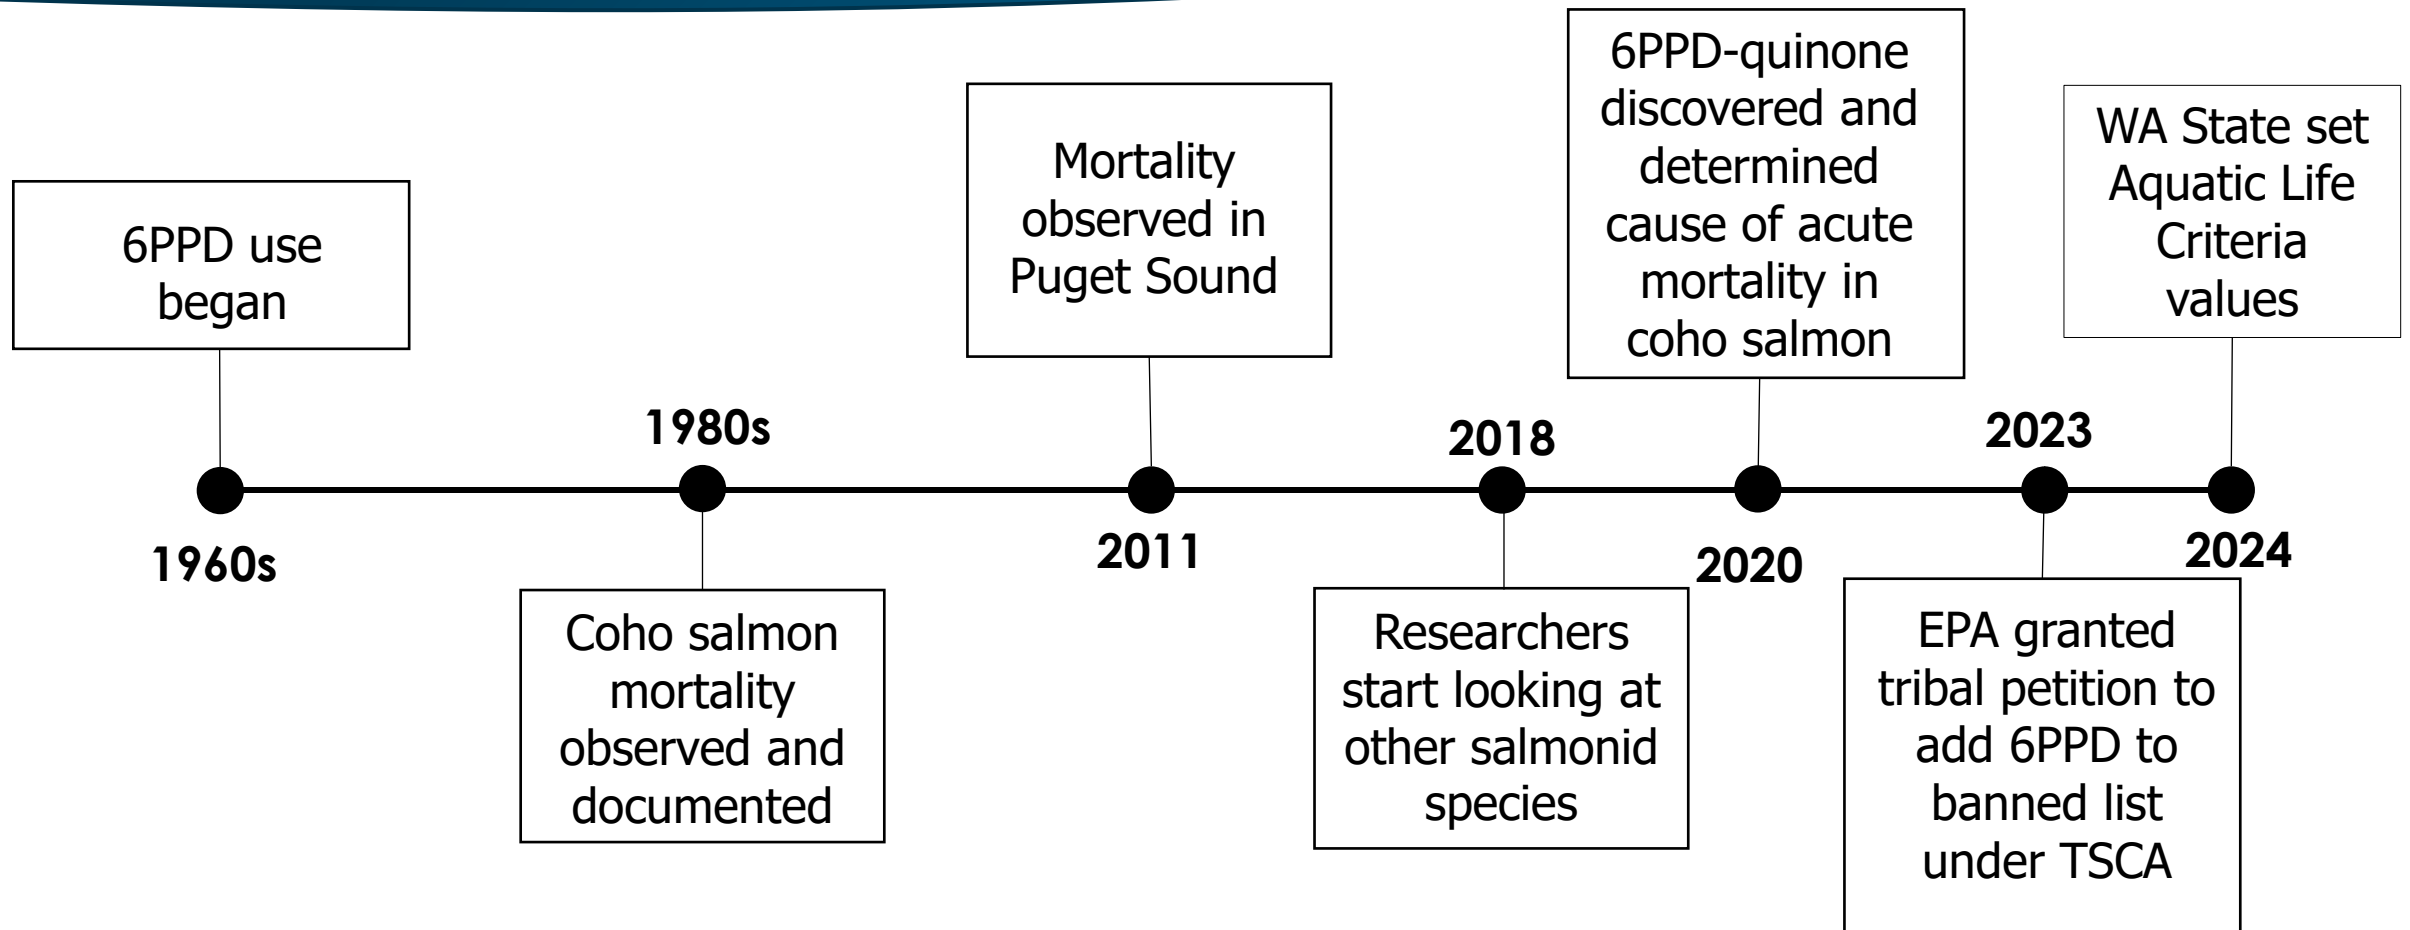 6PPD use
began
1960s
1980s
Coho salmon
mortality
observed and
documented
Mortality
observed in
Puget Sound
2011
2018
Researchers
start looking at
other salmonid
species
6PPD-quinone
discovered and
determined
cause of acute
mortality in
coho salmon
2020
2023
EPA granted
tribal petition to
add 6PPD to
banned list
under TSCA
WA State set
Aquatic Life
Criteria
values
2024